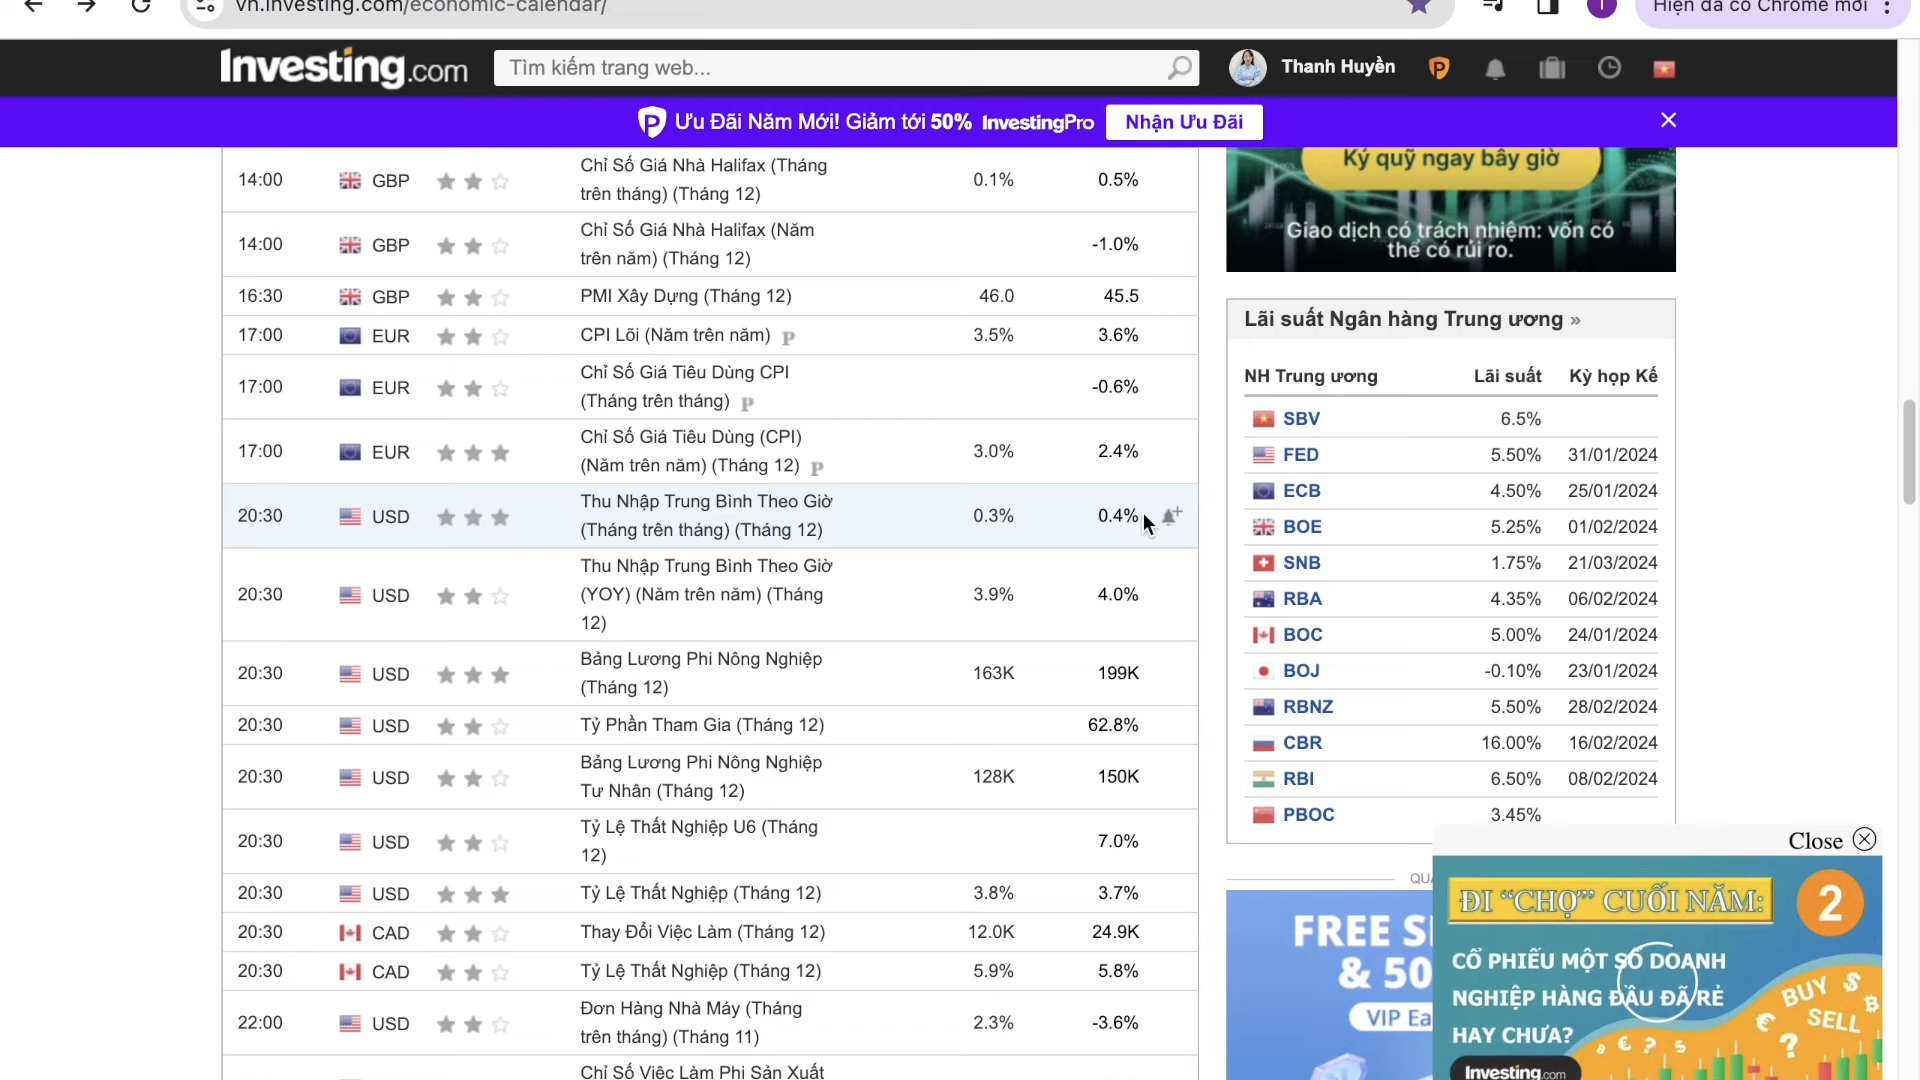 vn.investing.com/economic-calendar/
Hiện đã có Chrome mới
Investing.com
Tìm kiếm trang web...
Thanh Huyền
Ưu Đãi Năm Mới! Giảm tới 50% InvestingPro
Nhận Ưu Đãi
14:00 GBP Chỉ Số Giá Nhà Halifax (Tháng
trên tháng) (Tháng 12) 0.1% 0.5%
14:00 GBP Chỉ Số Giá Nhà Halifax (Năm
trên năm) (Tháng 12) -1.0%
16:30 GBP PMI Xây Dựng (Tháng 12) 46.0 45.5
17:00 EUR CPI Lõi (Năm trên năm) P 3.5% 3.6%
17:00 EUR Chỉ Số Giá Tiêu Dùng CPI
(Tháng trên tháng) P -0.6%
17:00 EUR Chỉ Số Giá Tiêu Dùng (CPI)
(Năm trên năm) (Tháng 12) P 3.0% 2.4%
20:30 USD Thu Nhập Trung Bình Theo Giờ
(Tháng trên tháng) (Tháng 12) 0.3% 0.4%
20:30 USD Thu Nhập Trung Bình Theo Giờ
(YOY) (Năm trên năm) (Tháng
12) 3.9% 4.0%
20:30 USD Bảng Lương Phi Nông Nghiệp
(Tháng 12) 163K 199K
20:30 USD Tỷ Phần Tham Gia (Tháng 12) 62.8%
20:30 USD Bảng Lương Phi Nông Nghiệp
Tư Nhân (Tháng 12) 128K 150K
20:30 USD Tỷ Lệ Thất Nghiệp U6 (Tháng
12) 7.0%
20:30 USD Tỷ Lệ Thất Nghiệp (Tháng 12) 3.8% 3.7%
20:30 CAD Thay Đổi Việc Làm (Tháng 12) 12.0K 24.9K
20:30 CAD Tỷ Lệ Thất Nghiệp (Tháng 12) 5.9% 5.8%
22:00 USD Đơn Hàng Nhà Máy (Tháng
trên tháng) (Tháng 11) 2.3% -3.6%
Chỉ Số Việc Làm Phi Sản Xuất
Ký quỹ ngay bây giờ
Giao dịch có trách nhiệm: vốn có
thể có rủi ro.
Lãi suất Ngân hàng Trung ương »
NH Trung ương Lãi suất Kỳ họp Kế
SBV 6.5%
FED 5.50% 31/01/2024
ECB 4.50% 25/01/2024
BOE 5.25% 01/02/2024
SNB 1.75% 21/03/2024
RBA 4.35% 06/02/2024
BOC 5.00% 24/01/2024
BOJ -0.10% 23/01/2024
RBNZ 5.50% 28/02/2024
CBR 16.00% 16/02/2024
RBI 6.50% 08/02/2024
PBOC 3.45%
Close
FREE
& 50
VIP
ĐI “CHỢ” CUỐI NĂM:
2
CỔ PHIẾU MỘT SỐ DOANH
NGHIỆP HÀNG ĐẦU ĐÃ RẺ
HAY CHƯA?
BUY
SELL
Investing.com